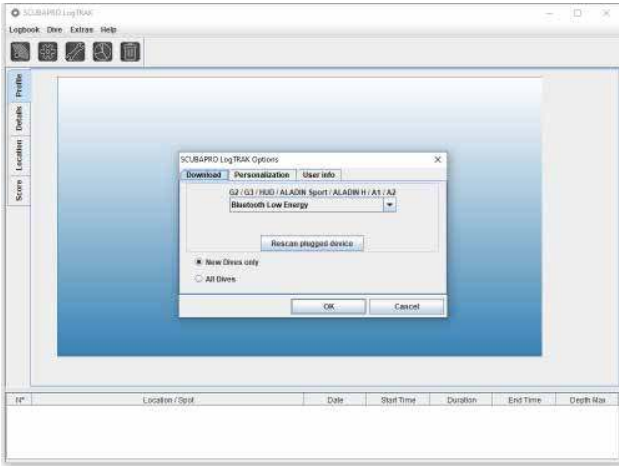 SCUBAPRO LogTRAK
Logbook Dive Extras Help
Profile
Details
Location
Score
SCUBAPRO LogTRAK Options
Download Personalization User info
G2 / G3 / HUD / ALADIN Sport / ALADIN H / A1 / A2
Bluetooth Low Energy
Rescan plugged device
New Dives only
All Dives
OK Cancel
N° Location / Spot Date Start Time Duration End Time Depth Max